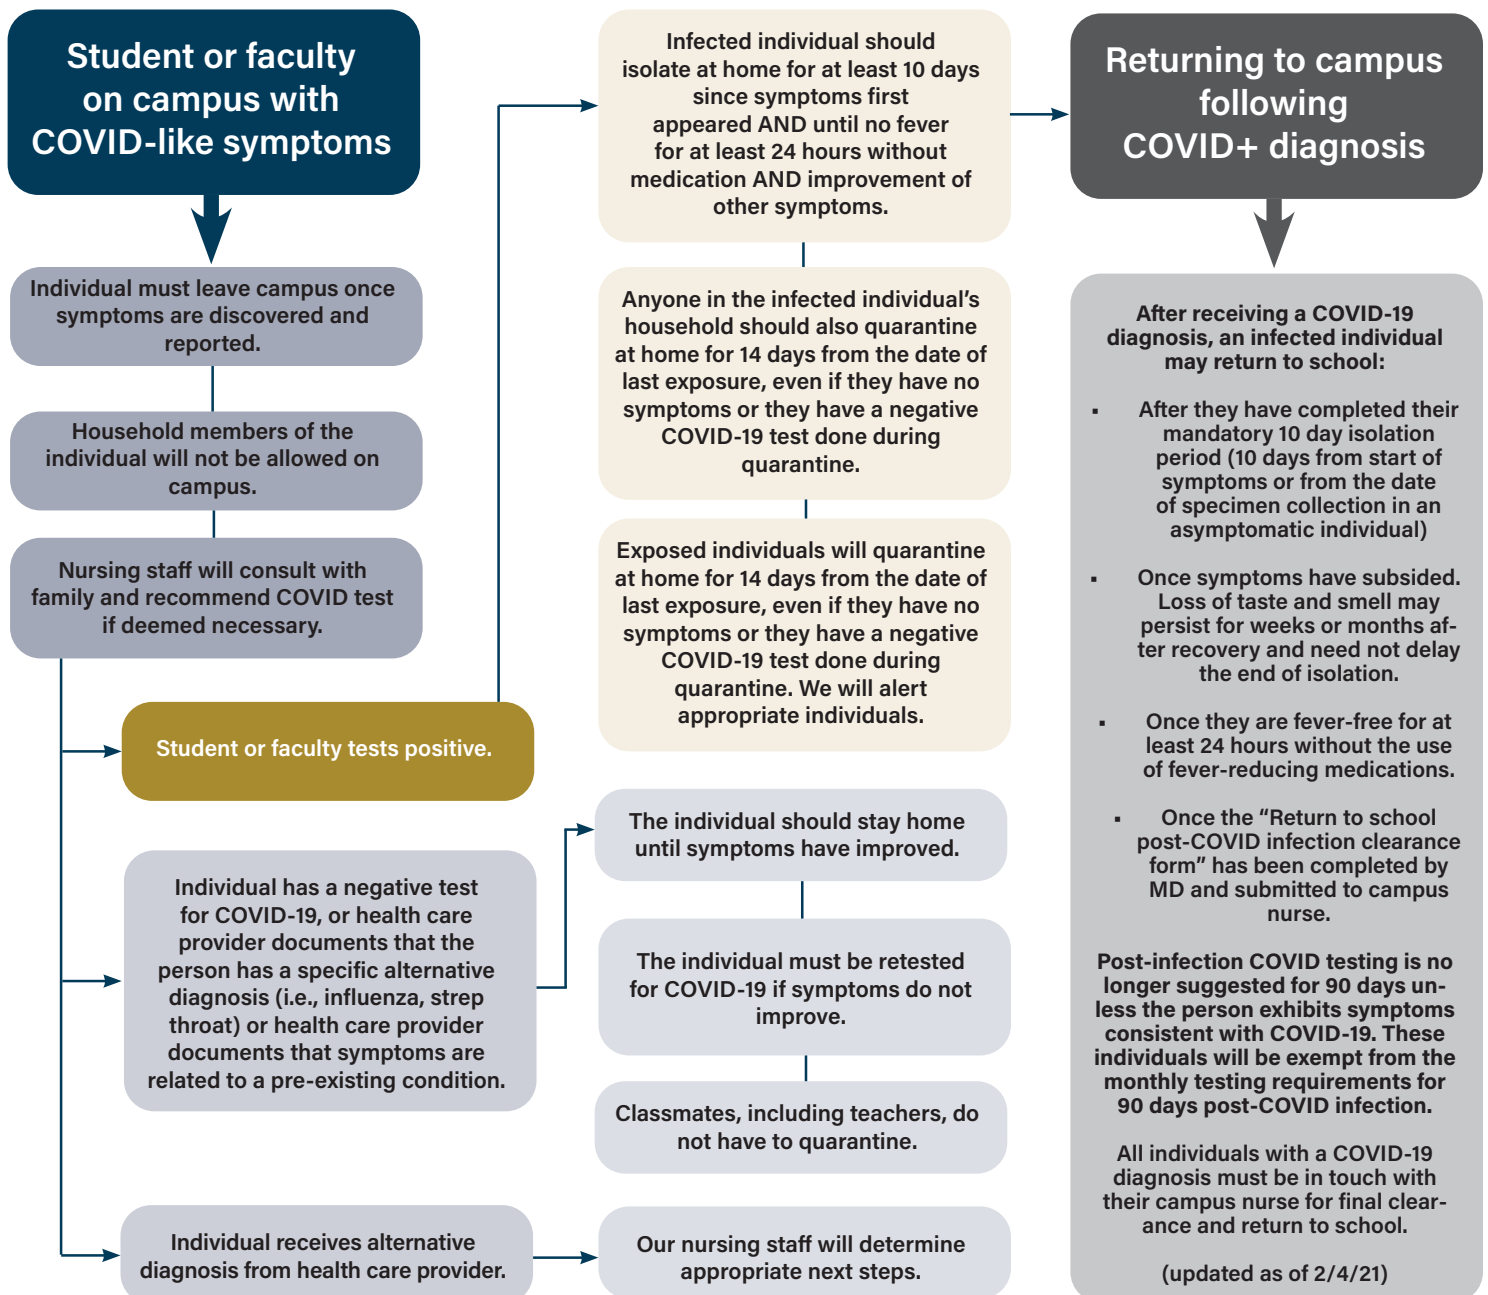 Student or faculty
on campus with
COVID-like symptoms
Individual must leave campus once
symptoms are discovered and
reported.
Household members of the
individual will not be allowed on
campus.
Nursing staff will consult with
family and recommend COVID test
if deemed necessary.
Student or faculty tests positive.
Individual has a negative test
for COVID-19, or health care
provider documents that the
person has a specific alternative
diagnosis (i.e., influenza, strep
throat) or health care provider
documents that symptoms are
related to a pre-existing condition.
Individual receives alternative
diagnosis from health care provider.
Infected individual should
isolate at home for at least 10 days
since symptoms first
appeared AND until no fever
for at least 24 hours without
medication AND improvement of
other symptoms.
Anyone in the infected individual’s
household should also quarantine
at home for 14 days from the date of
last exposure, even if they have no
symptoms or they have a negative
COVID-19 test done during
quarantine.
Exposed individuals will quarantine
at home for 14 days from the date of
last exposure, even if they have no
symptoms or they have a negative
COVID-19 test done during
quarantine. We will alert
appropriate individuals.
The individual should stay home
until symptoms have improved.
The individual must be retested
for COVID-19 if symptoms do not
improve.
Classmates, including teachers, do
not have to quarantine.
Our nursing staff will determine
appropriate next steps.
Returning to campus
following
COVID+ diagnosis
After receiving a COVID-19
diagnosis, an infected individual
may return to school:
▪ After they have completed their
mandatory 10 day isolation
period (10 days from start of
symptoms or from the date
of specimen collection in an
asymptomatic individual)
▪ Once symptoms have subsided.
Loss of taste and smell may
persist for weeks or months af-
ter recovery and need not delay
the end of isolation.
▪ Once they are fever-free for at
least 24 hours without the use
of fever-reducing medications.
▪ Once the “Return to school
post-COVID infection clearance
form” has been completed by
MD and submitted to campus
nurse.
Post-infection COVID testing is no
longer suggested for 90 days un-
less the person exhibits symptoms
consistent with COVID-19. These
individuals will be exempt from the
monthly testing requirements for
90 days post-COVID infection.
All individuals with a COVID-19
diagnosis must be in touch with
their campus nurse for final clear-
ance and return to school.
(updated as of 2/4/21)